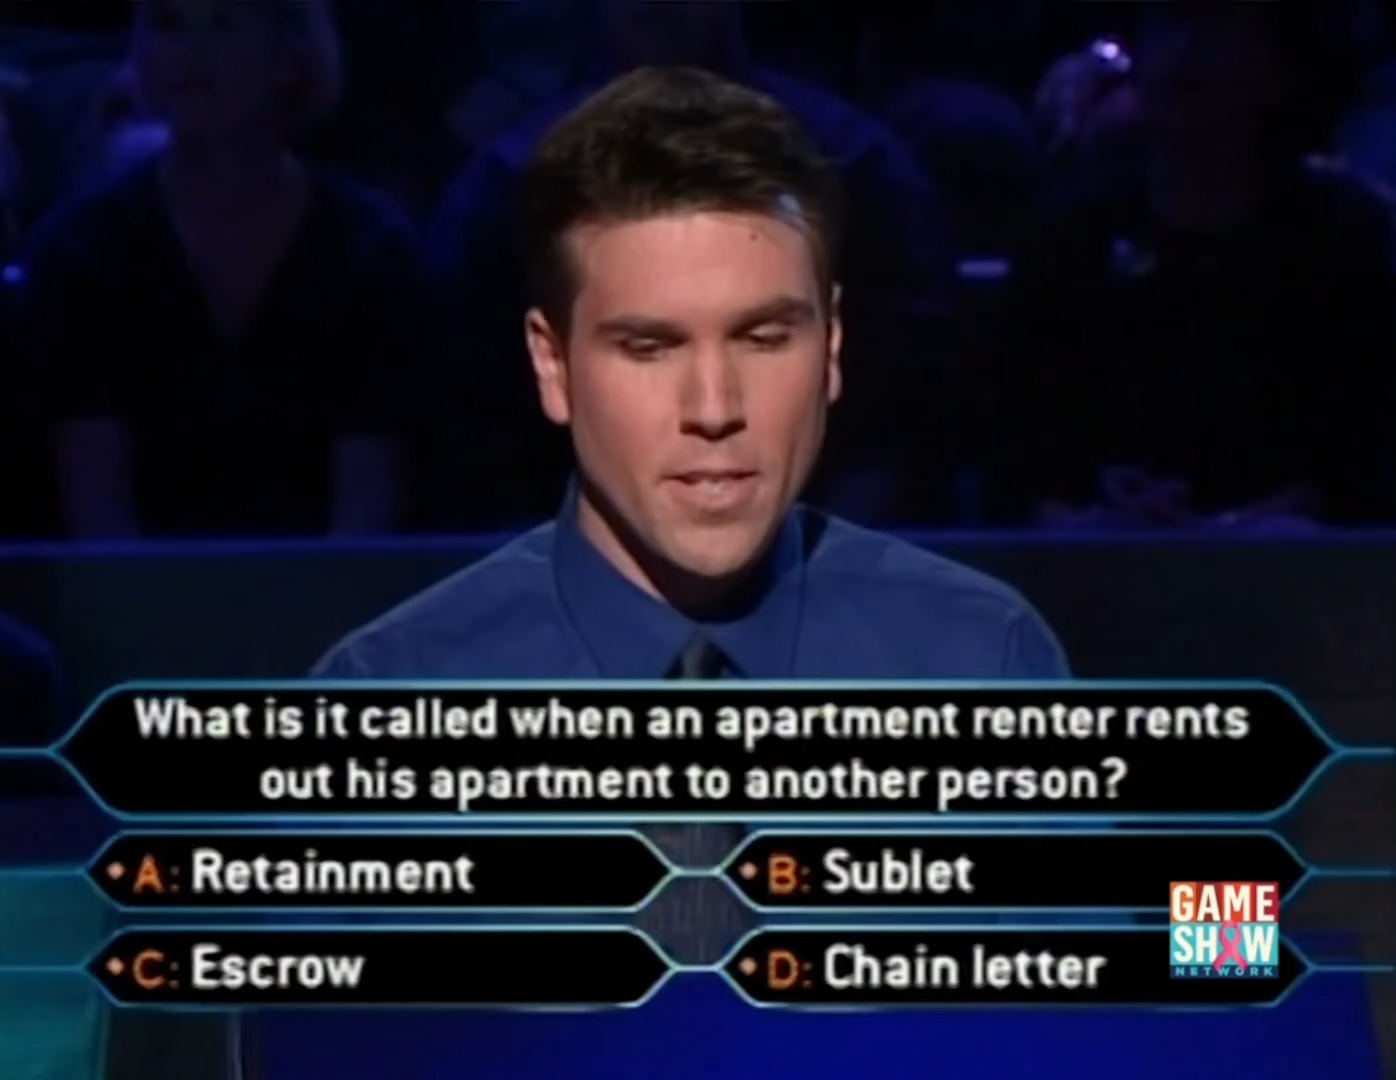 What is it called when an apartment renter rents
out his apartment to another person?
A: Retainment
B: Sublet
C: Escrow
D: Chain letter
GAME
SHOW
NETWORK